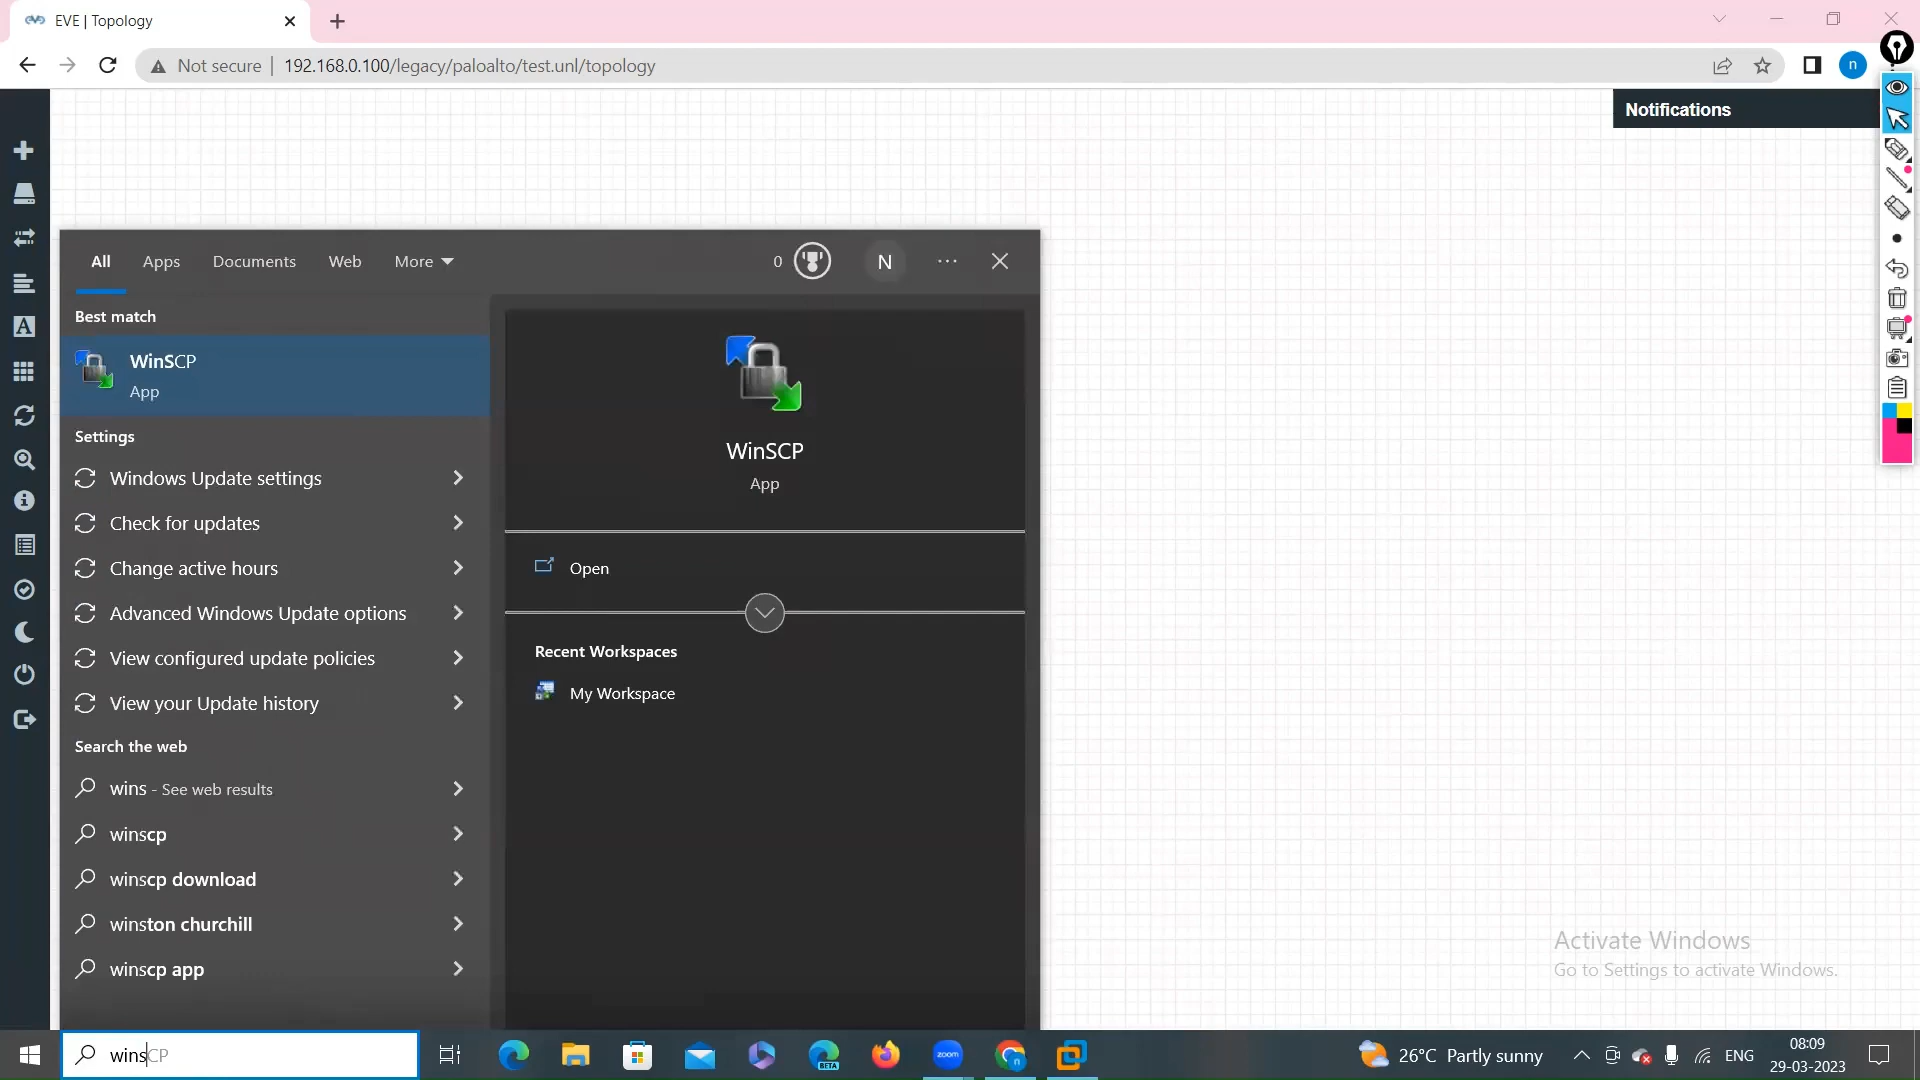 EVE | Topology
Not secure
192.168.0.100/legacy/paloalto/test.unl/topology
n
Notifications
All
Apps
Documents
Web
More
0
N
Best match
WinSCP
App
Settings
Windows Update settings
Check for updates
Change active hours
Advanced Windows Update options
View configured update policies
View your Update history
Search the web
wins - See web results
winscp
winscp download
winston churchill
winscp app
WinSCP
App
Open
Recent Workspaces
My Workspace
Activate Windows
Go to Settings to activate Windows.
winsCP
BETA
zoom
n
26°C Partly sunny
ENG
08:09
29-03-2023